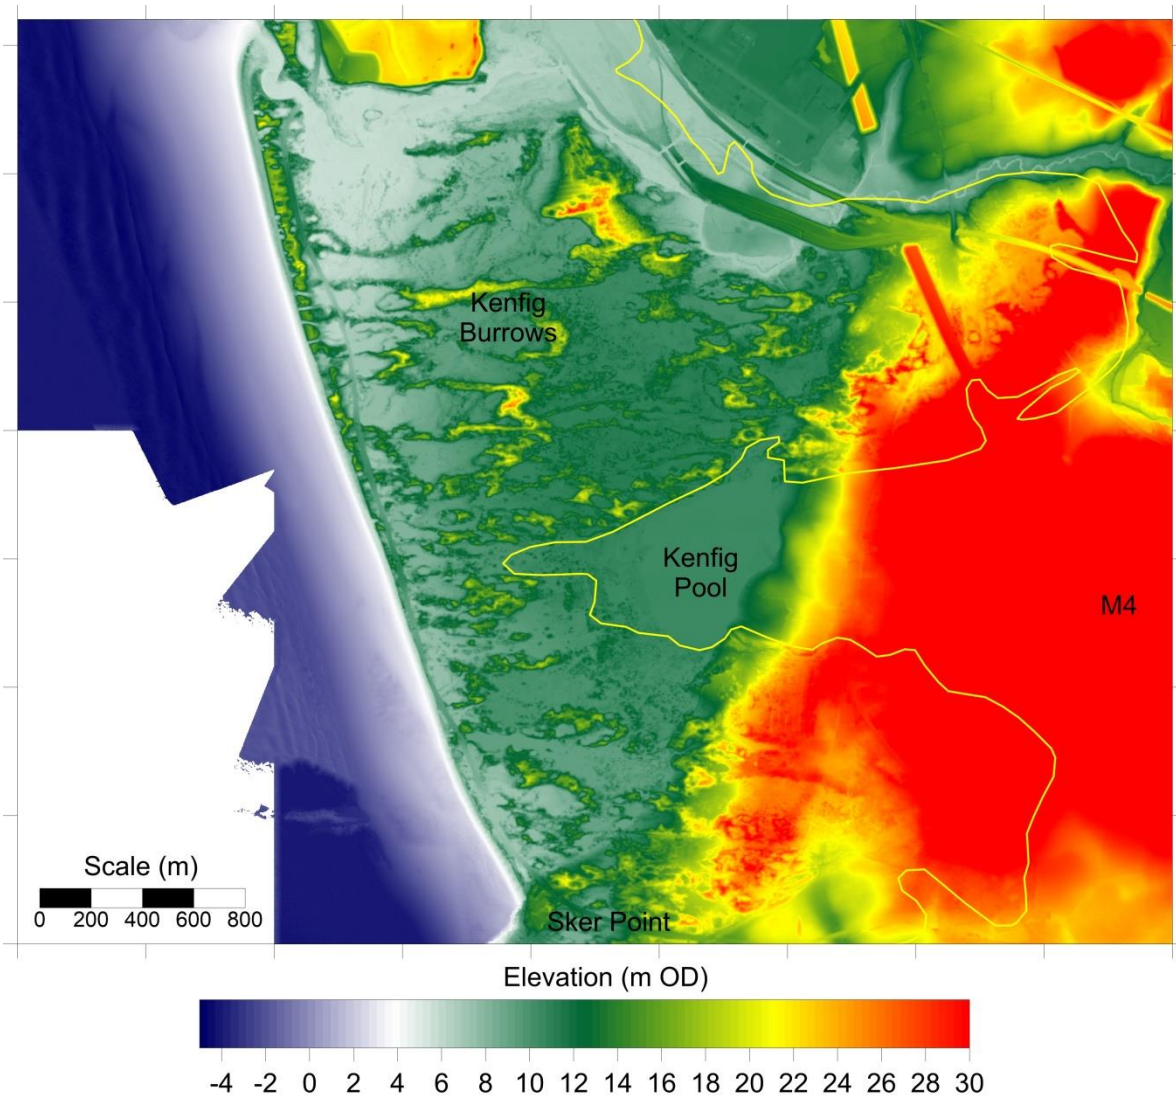 Kenfig
Burrows
Kenfig
Pool
M4
Scale (m)
0 200 400 600 800
Sker Point
Elevation (m OD)
-4 -2 0 2 4 6 8 10 12 14 16 18 20 22 24 26 28 30